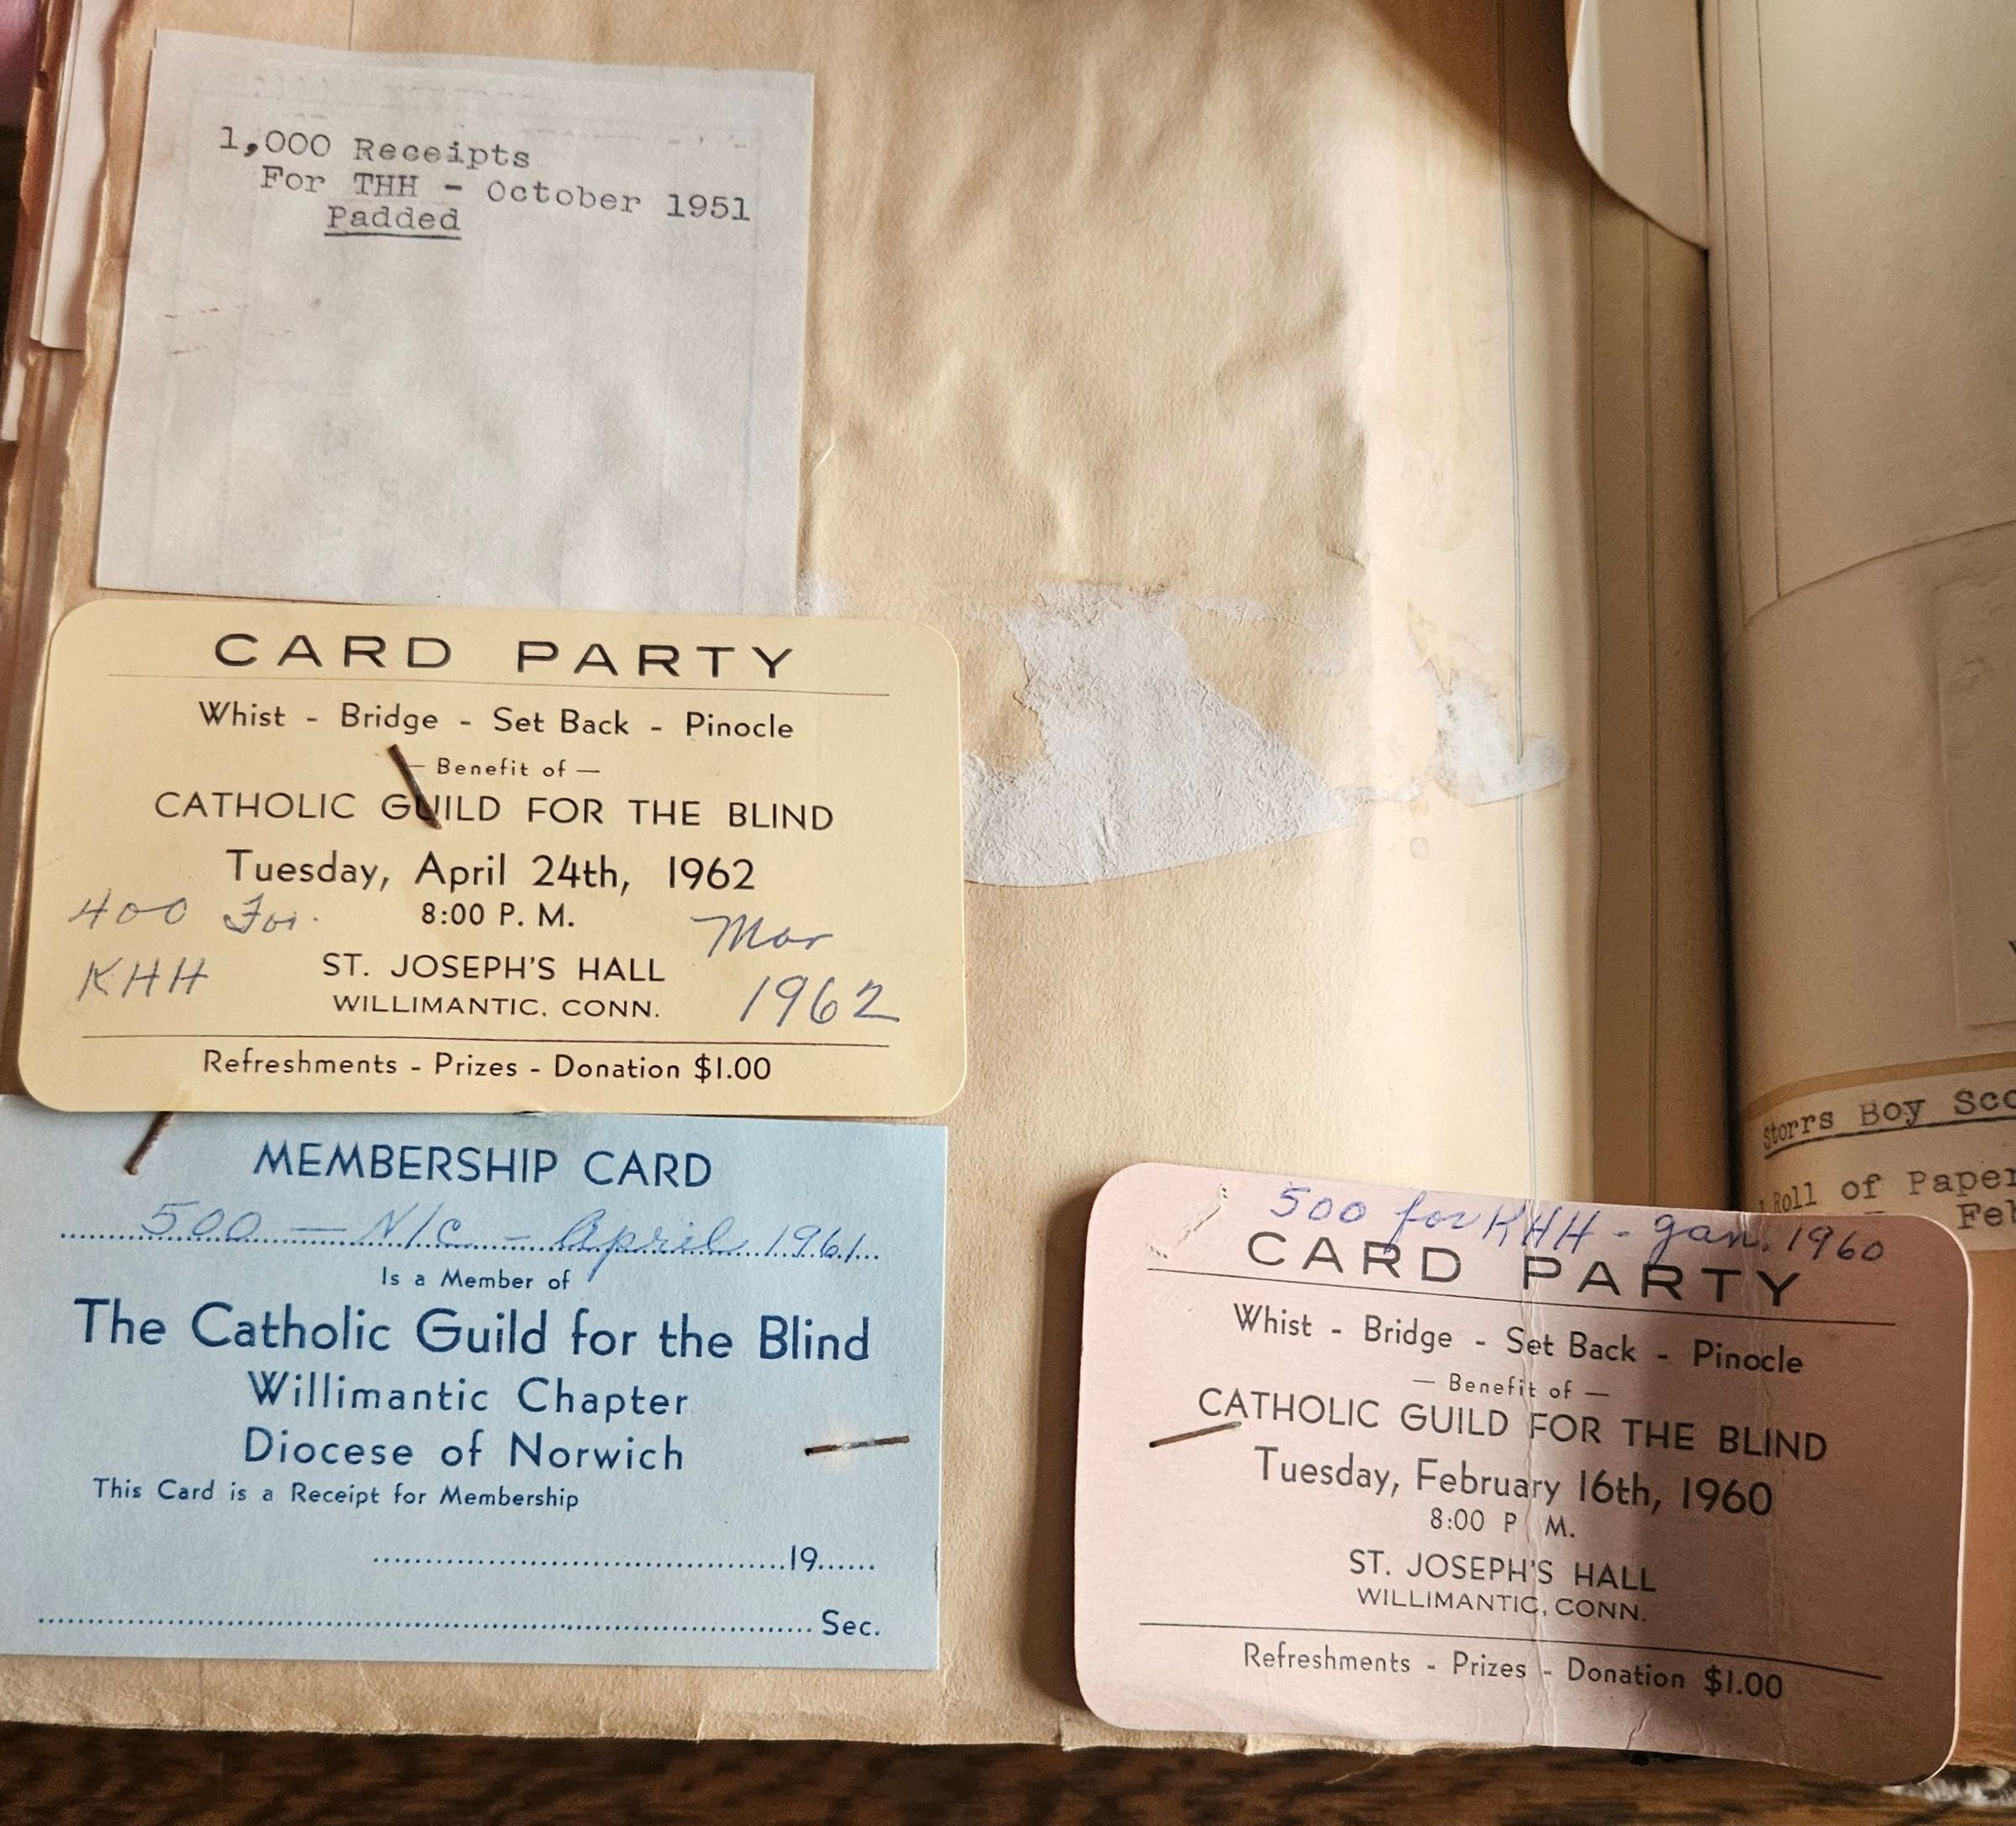 1,000 Receipts
For THH - October 1951
Padded
CARD PARTY
Whist - Bridge - Set Back - Pinocle
— Benefit of —
CATHOLIC GUILD FOR THE BLIND
Tuesday, April 24th, 1962
400 For 8:00 P. M. Mar
KHH ST. JOSEPH'S HALL 1962
WILLIMANTIC, CONN.
Refreshments - Prizes - Donation $1.00
MEMBERSHIP CARD
500 — N/C - April 1961
Is a Member of
The Catholic Guild for the Blind
Willimantic Chapter
Diocese of Norwich
This Card is a Receipt for Membership
19
Sec.
500 for KHH - Jan. 1960
CARD PARTY
Whist - Bridge - Set Back - Pinocle
— Benefit of —
CATHOLIC GUILD FOR THE BLIND
Tuesday, February 16th, 1960
8:00 P M.
ST. JOSEPH'S HALL
WILLIMANTIC, CONN.
Refreshments - Prizes - Donation $1.00
Storrs Boy
Roll of Paper